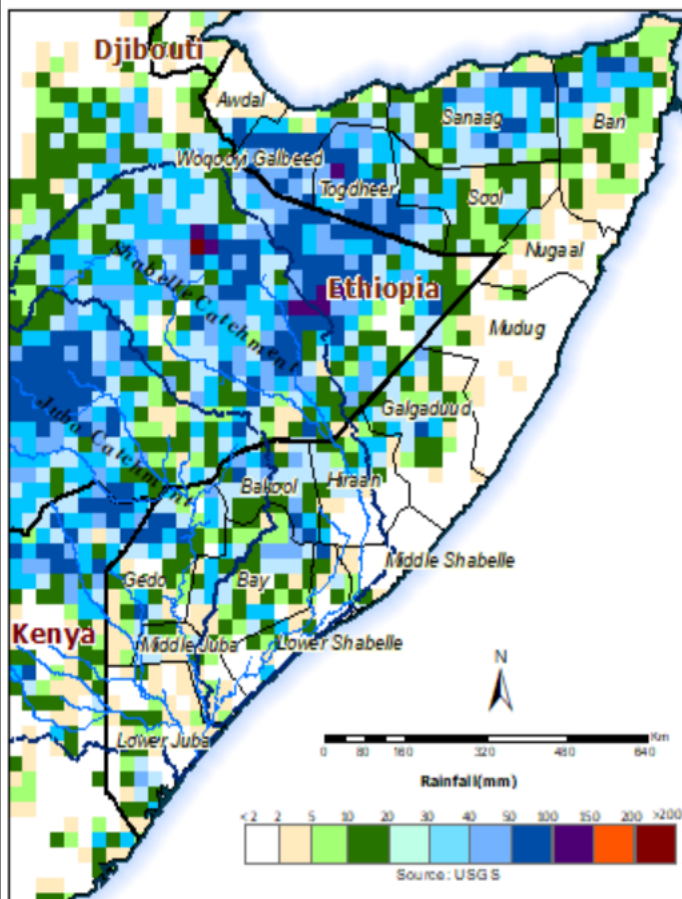 Djibouti
Awdal
Sanaag
Ban
Woqooyi Galbeed
Togdheer
Sool
Nugaal
Shabelle Catchment
Ethiopia
Mudug
Juba Catchment
Galgaduud
Bakool
Hiraan
Middle Shabelle
Gedo
Bay
Kenya
Middle Juba
Lower Shabelle
Lower Juba
N
Km
0 80 160 320 480 640
Rainfall(mm)
< 2 2 5 10 20 30 40 50 100 150 200 >200
Source: USGS